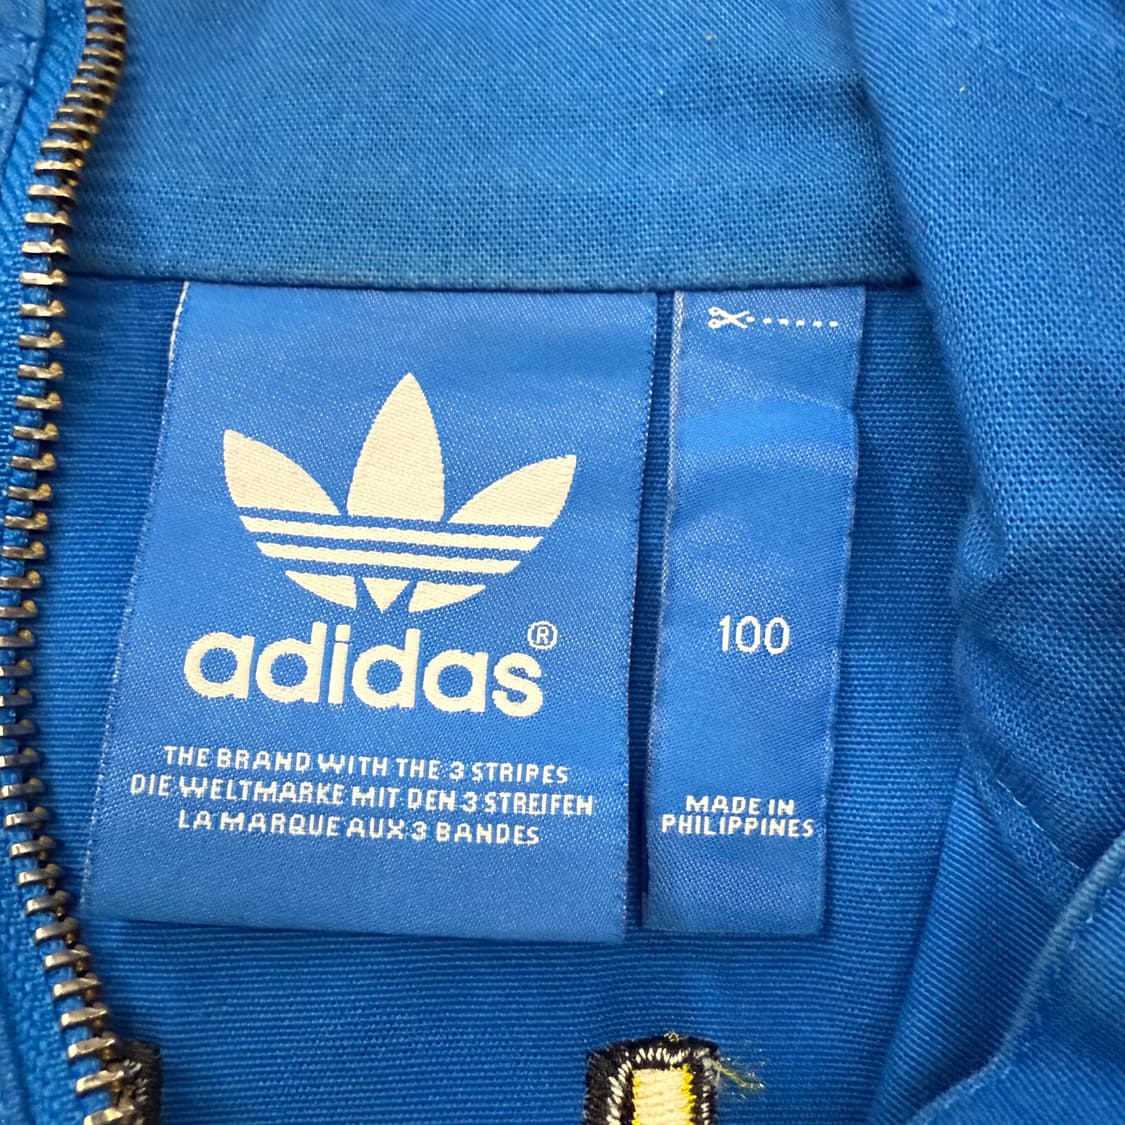 adidas®
THE BRAND WITH THE 3 STRIPES
DIE WELTMARKE MIT DEN 3 STREIFEN
LA MARQUE AUX 3 BANDES
100
MADE IN
PHILIPPINES